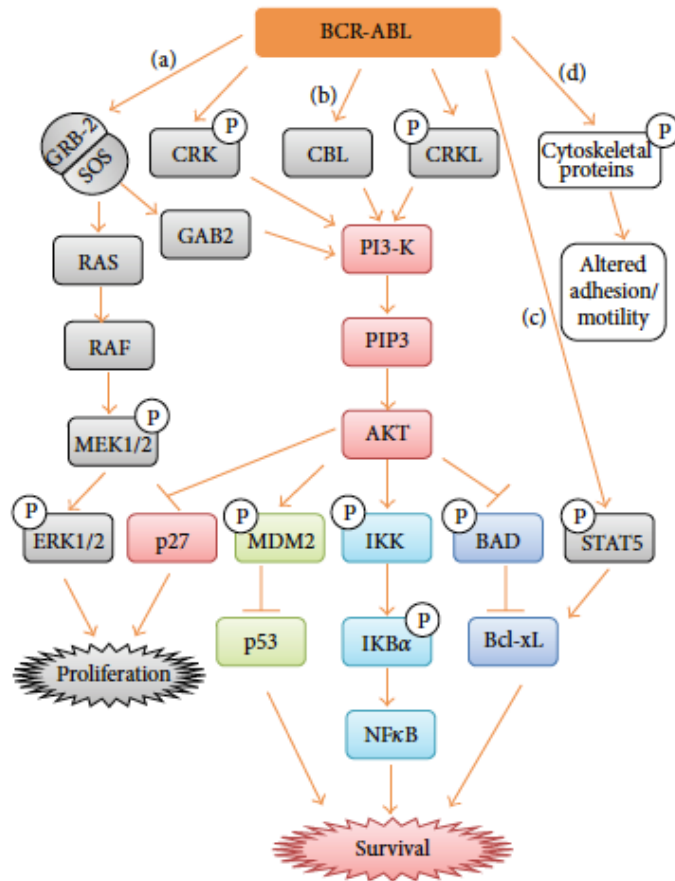 BCR-ABL
(a)
(b)
(d)
GRB-2
SOS
P
CRK
CBL
P
CRKL
P
Cytoskeletal
proteins
GAB2
PI3-K
RAS
Altered
adhesion/
motility
(c)
RAF
PIP3
P
MEK1/2
AKT
P
ERK1/2
p27
P
MDM2
P
IKK
P
BAD
P
STAT5
p53
P
IKBα
Bcl-xL
Proliferation
NFκB
Survival